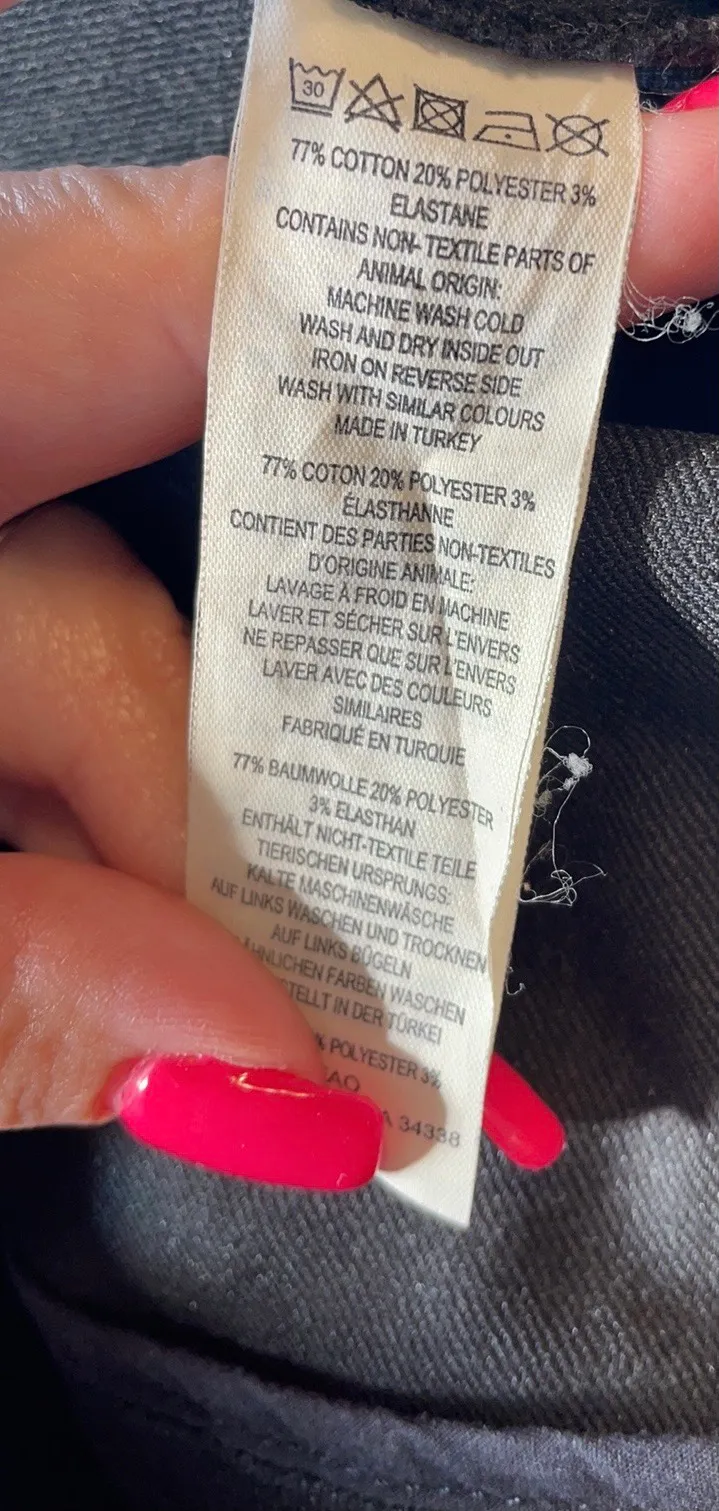 30
77% COTTON 20% POLYESTER 3%
ELASTANE
CONTAINS NON- TEXTILE PARTS OF
ANIMAL ORIGIN:
MACHINE WASH COLD
WASH AND DRY INSIDE OUT
IRON ON REVERSE SIDE
WASH WITH SIMILAR COLOURS
MADE IN TURKEY
77% COTON 20% POLYESTER 3%
ÉLASTHANNE
CONTIENT DES PARTIES NON-TEXTILES
D'ORIGINE ANIMALE:
LAVAGE À FROID EN MACHINE
LAVER ET SÉCHER SUR L'ENVERS
NE REPASSER QUE SUR L'ENVERS
LAVER AVEC DES COULEURS
SIMILAIRES
FABRIQUÉ EN TURQUIE
77% BAUMWOLLE 20% POLYESTER
3% ELASTHAN
ENTHÄLT NICHT-TEXTILE TEILE
TIERISCHEN URSPRUNGS:
KALTE MASCHINENWÄSCHE
AUF LINKS WASCHEN UND TROCKNEN
AUF LINKS BÜGELN
FARBEN WASCHEN
IN DER TÜRKEI
POLYESTER 3%
34338